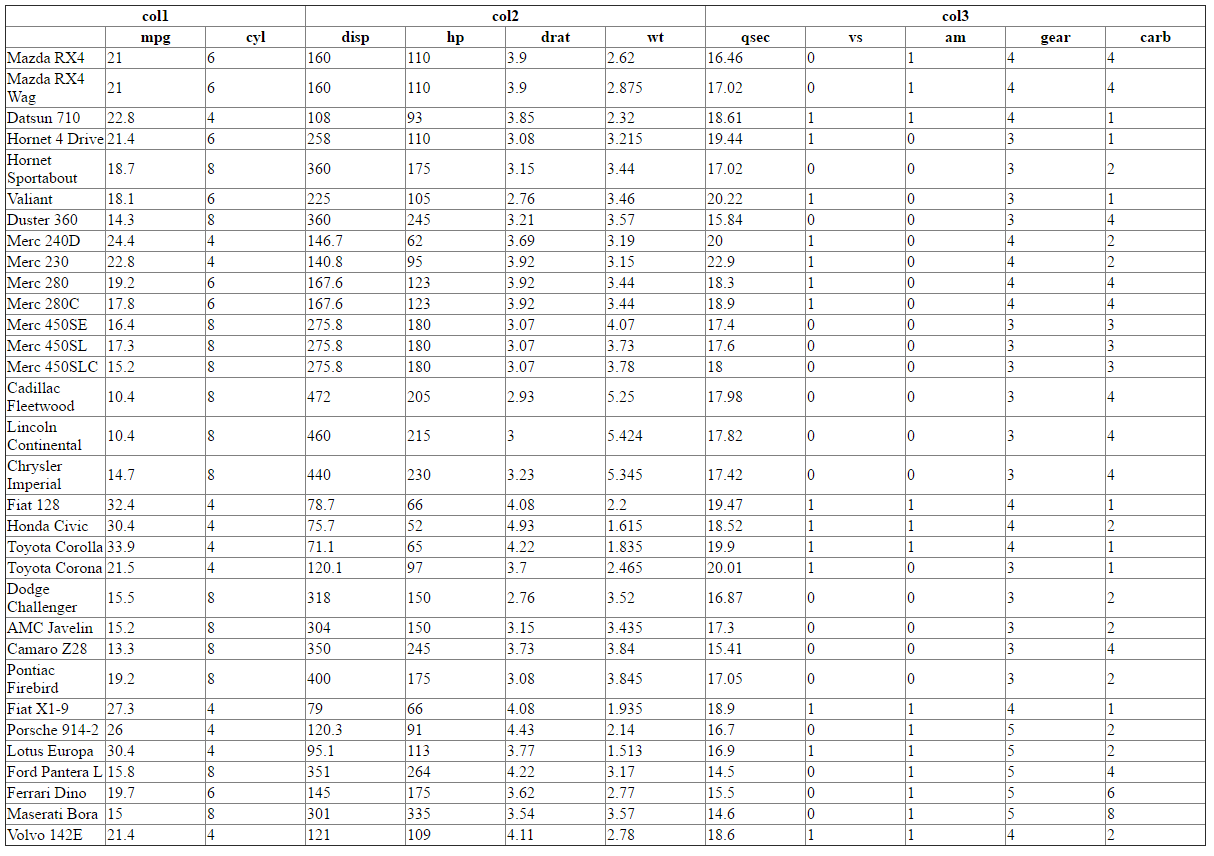 col1 col2 col3
mpg cyl disp hp drat wt qsec vs am gear carb
Mazda RX4 21 6 160 110 3.9 2.62 16.46 0 1 4 4
Mazda RX4 Wag 21 6 160 110 3.9 2.875 17.02 0 1 4 4
Datsun 710 22.8 4 108 93 3.85 2.32 18.61 1 1 4 1
Hornet 4 Drive 21.4 6 258 110 3.08 3.215 19.44 1 0 3 1
Hornet Sportabout 18.7 8 360 175 3.15 3.44 17.02 0 0 3 2
Valiant 18.1 6 225 105 2.76 3.46 20.22 1 0 3 1
Duster 360 14.3 8 360 245 3.21 3.57 15.84 0 0 3 4
Merc 240D 24.4 4 146.7 62 3.69 3.19 20 1 0 4 2
Merc 230 22.8 4 140.8 95 3.92 3.15 22.9 1 0 4 2
Merc 280 19.2 6 167.6 123 3.92 3.44 18.3 1 0 4 4
Merc 280C 17.8 6 167.6 123 3.92 3.44 18.9 1 0 4 4
Merc 450SE 16.4 8 275.8 180 3.07 4.07 17.4 0 0 3 3
Merc 450SL 17.3 8 275.8 180 3.07 3.73 17.6 0 0 3 3
Merc 450SLC 15.2 8 275.8 180 3.07 3.78 18 0 0 3 3
Cadillac Fleetwood 10.4 8 472 205 2.93 5.25 17.98 0 0 3 4
Lincoln Continental 10.4 8 460 215 3 5.424 17.82 0 0 3 4
Chrysler Imperial 14.7 8 440 230 3.23 5.345 17.42 0 0 3 4
Fiat 128 32.4 4 78.7 66 4.08 2.2 19.47 1 1 4 1
Honda Civic 30.4 4 75.7 52 4.93 1.615 18.52 1 1 4 2
Toyota Corolla 33.9 4 71.1 65 4.22 1.835 19.9 1 1 4 1
Toyota Corona 21.5 4 120.1 97 3.7 2.465 20.01 1 0 3 1
Dodge Challenger 15.5 8 318 150 2.76 3.52 16.87 0 0 3 2
AMC Javelin 15.2 8 304 150 3.15 3.435 17.3 0 0 3 2
Camaro Z28 13.3 8 350 245 3.73 3.84 15.41 0 0 3 4
Pontiac Firebird 19.2 8 400 175 3.08 3.845 17.05 0 0 3 2
Fiat X1-9 27.3 4 79 66 4.08 1.935 18.9 1 1 4 1
Porsche 914-2 26 4 120.3 91 4.43 2.14 16.7 0 1 5 2
Lotus Europa 30.4 4 95.1 113 3.77 1.513 16.9 1 1 5 2
Ford Pantera L 15.8 8 351 264 4.22 3.17 14.5 0 1 5 4
Ferrari Dino 19.7 6 145 175 3.62 2.77 15.5 0 1 5 6
Maserati Bora 15 8 301 335 3.54 3.57 14.6 0 1 5 8
Volvo 142E 21.4 4 121 109 4.11 2.78 18.6 1 1 4 2